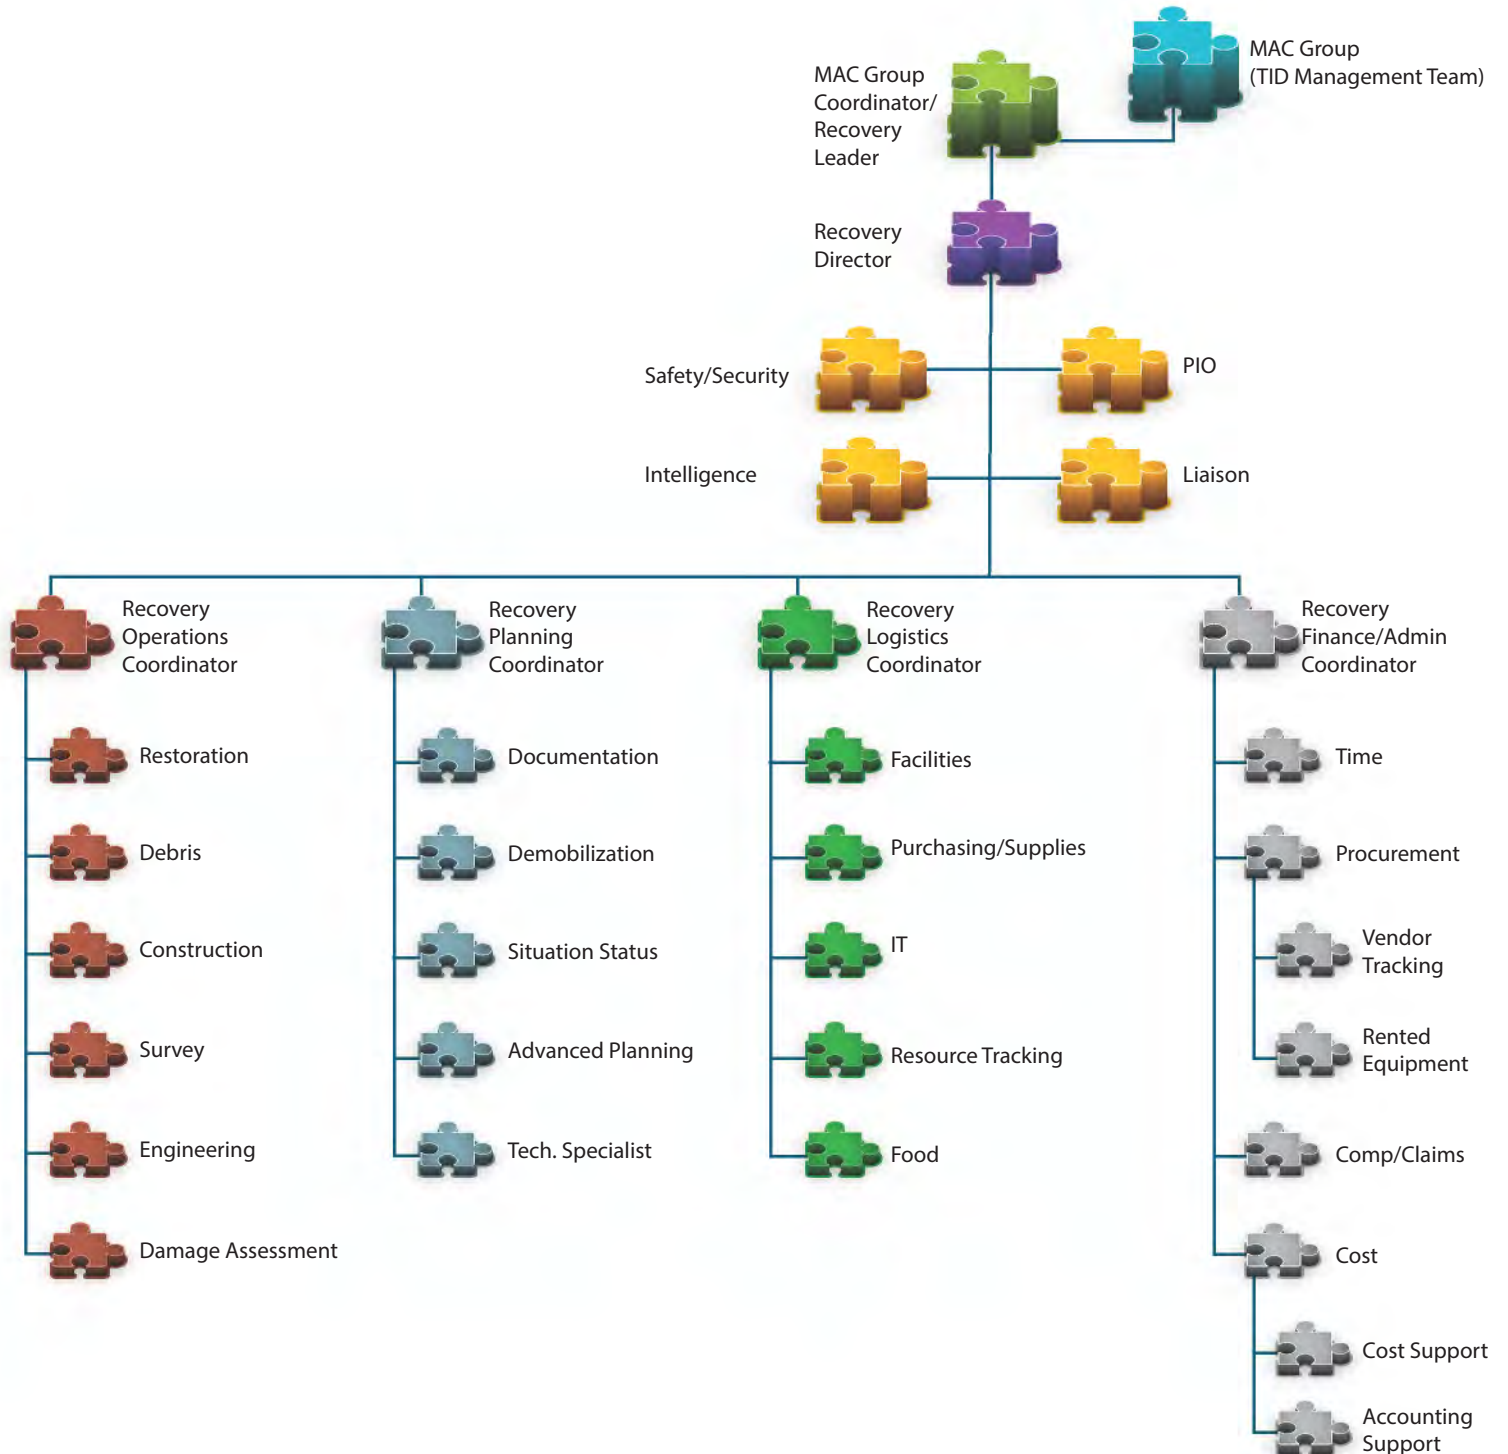 MAC Group
(TID Management Team)
MAC Group
Coordinator/
Recovery
Leader
Recovery
Director
Safety/Security
PIO
Intelligence
Liaison
Recovery
Operations
Coordinator
Restoration
Debris
Construction
Survey
Engineering
Damage Assessment
Recovery
Planning
Coordinator
Documentation
Demobilization
Situation Status
Advanced Planning
Tech. Specialist
Recovery
Logistics
Coordinator
Facilities
Purchasing/Supplies
IT
Resource Tracking
Food
Recovery
Finance/Admin
Coordinator
Time
Procurement
Vendor
Tracking
Rented
Equipment
Comp/Claims
Cost
Cost Support
Accounting
Support